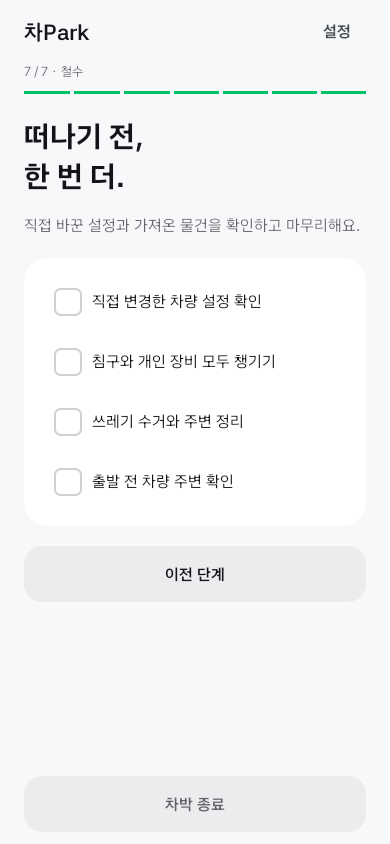 차Park
설정
7 / 7 · 철수
떠나기 전,
한 번 더.
직접 바꾼 설정과 가져온 물건을 확인하고 마무리해요.
직접 변경한 차량 설정 확인
침구와 개인 장비 모두 챙기기
쓰레기 수거와 주변 정리
출발 전 차량 주변 확인
이전 단계
차박 종료